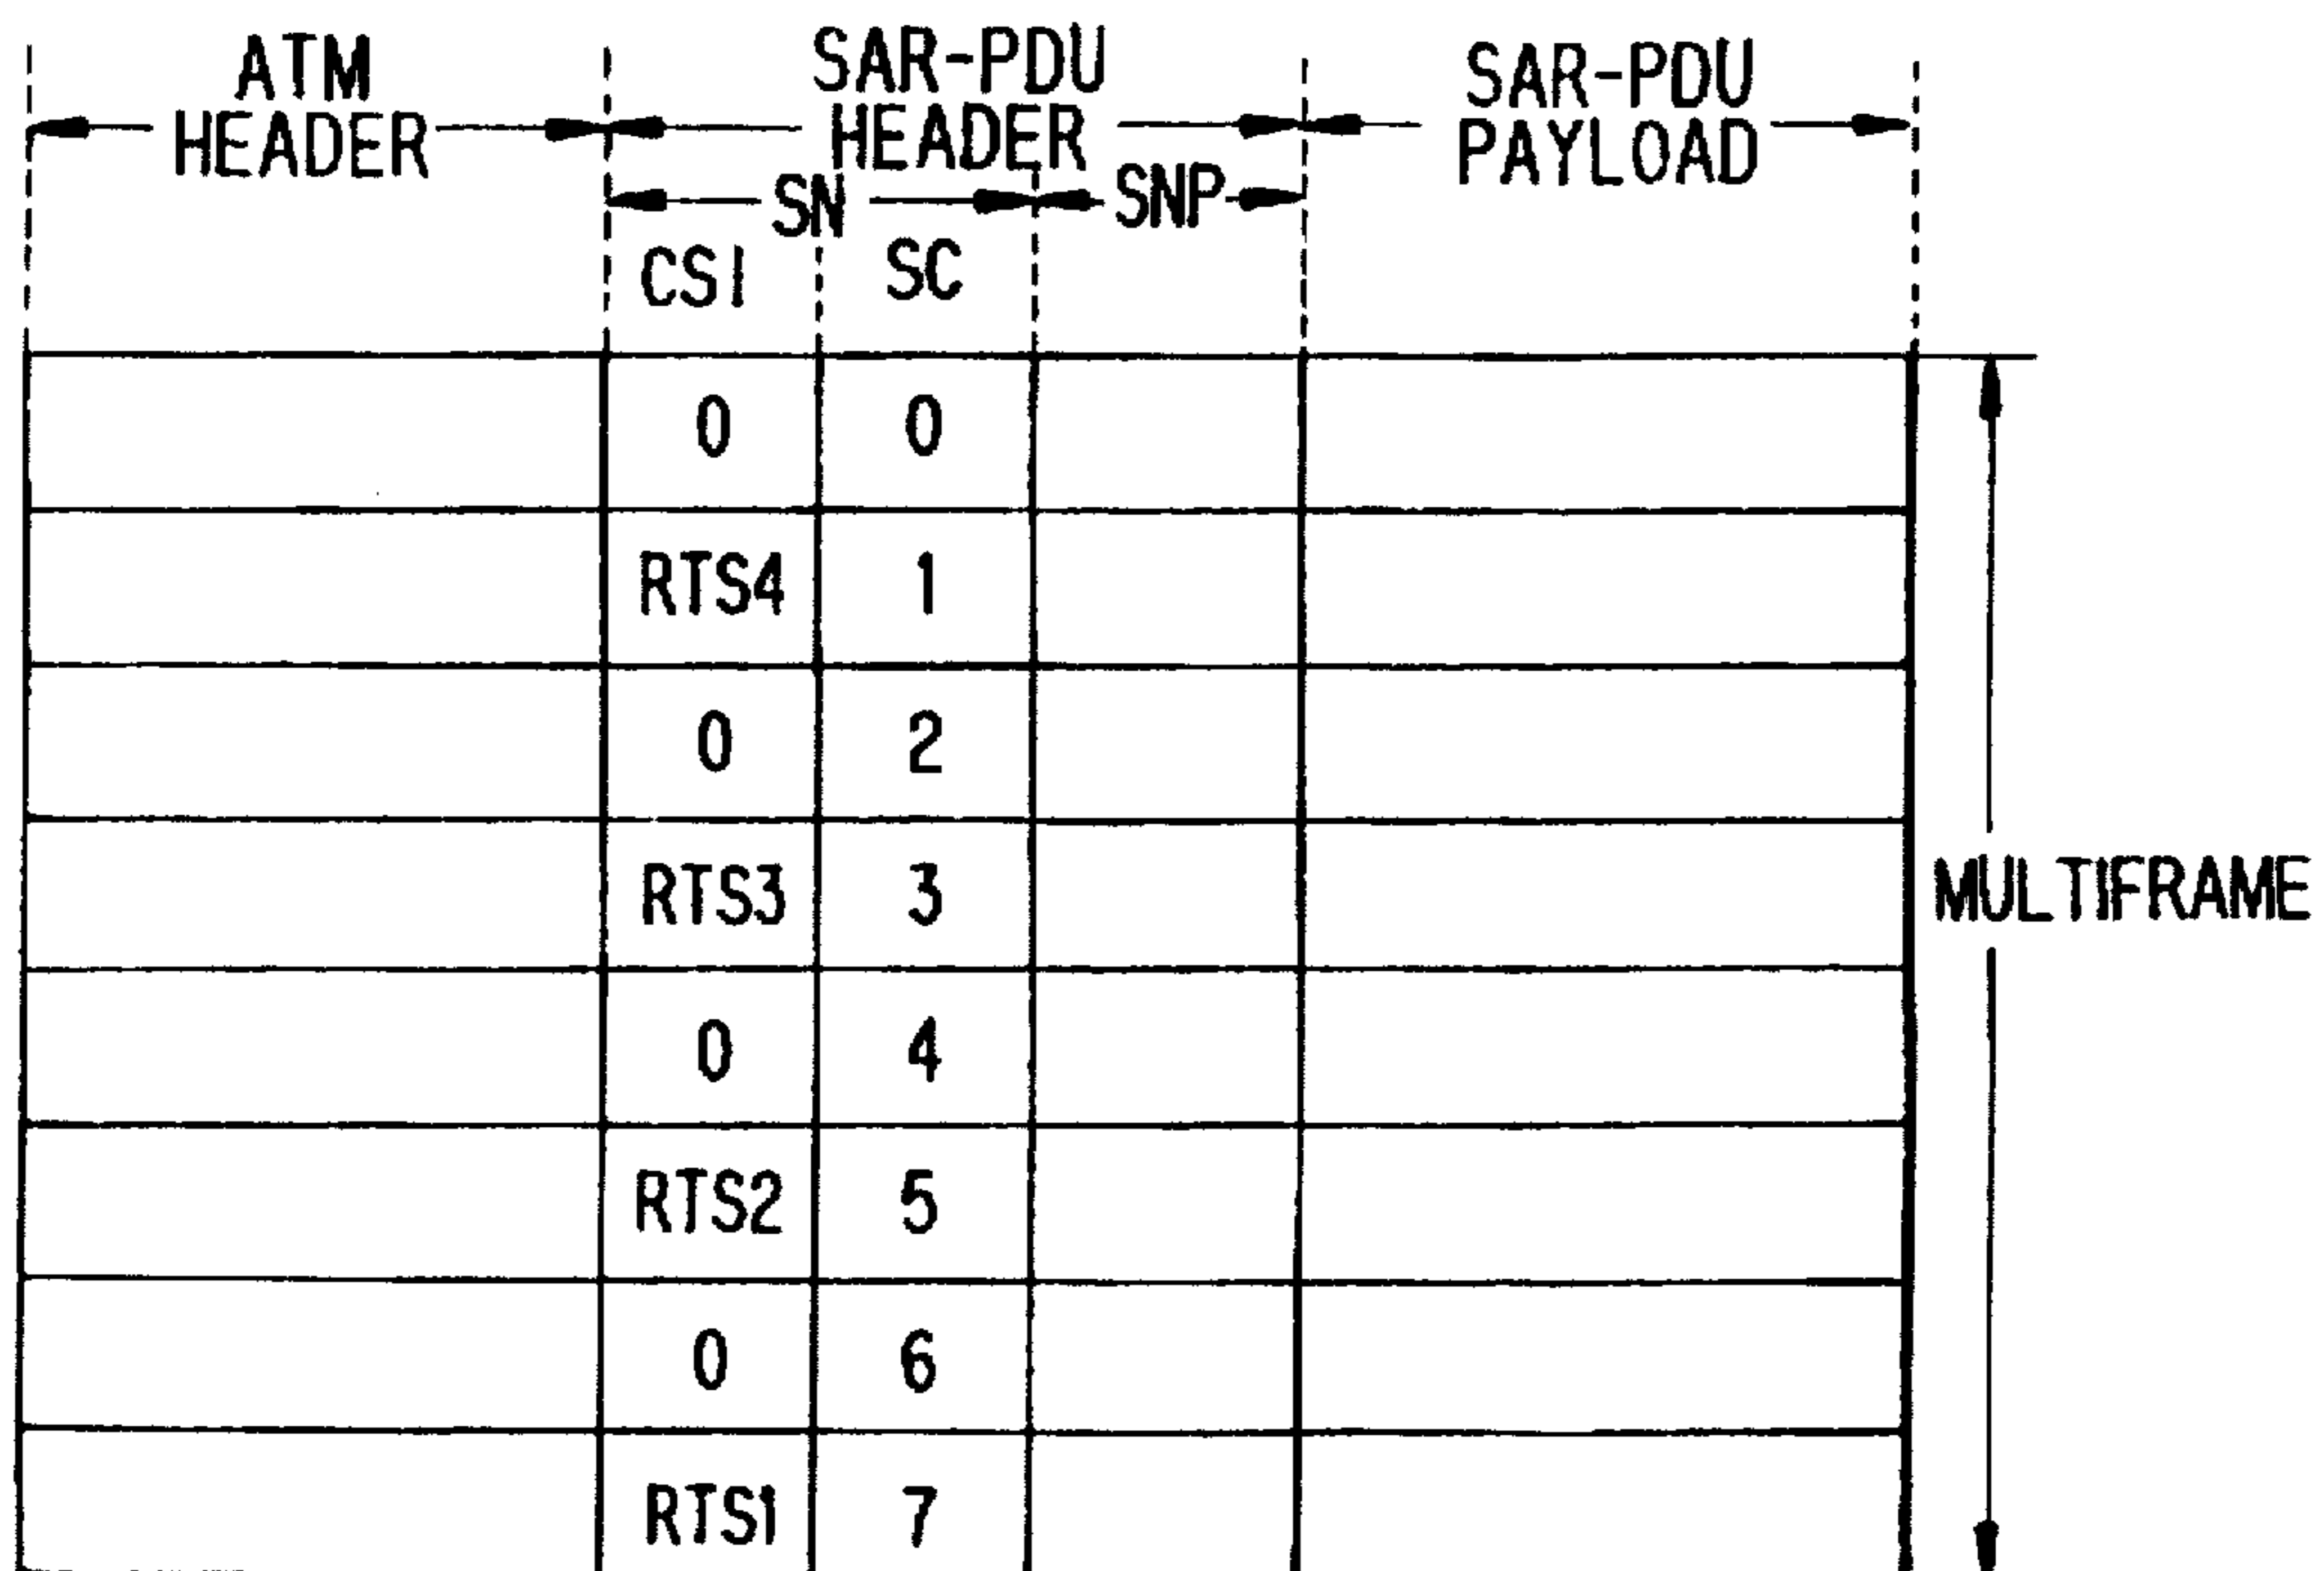 ATM
HEADER
SAR-PDU
HEADER
SAR-PDU
PAYLOAD
SN
SNP
CSI
SC
0 0
RTS4 1
0 2
RTS3 3
0 4
RTS2 5
0 6
RTS1 7
MULTIFRAME